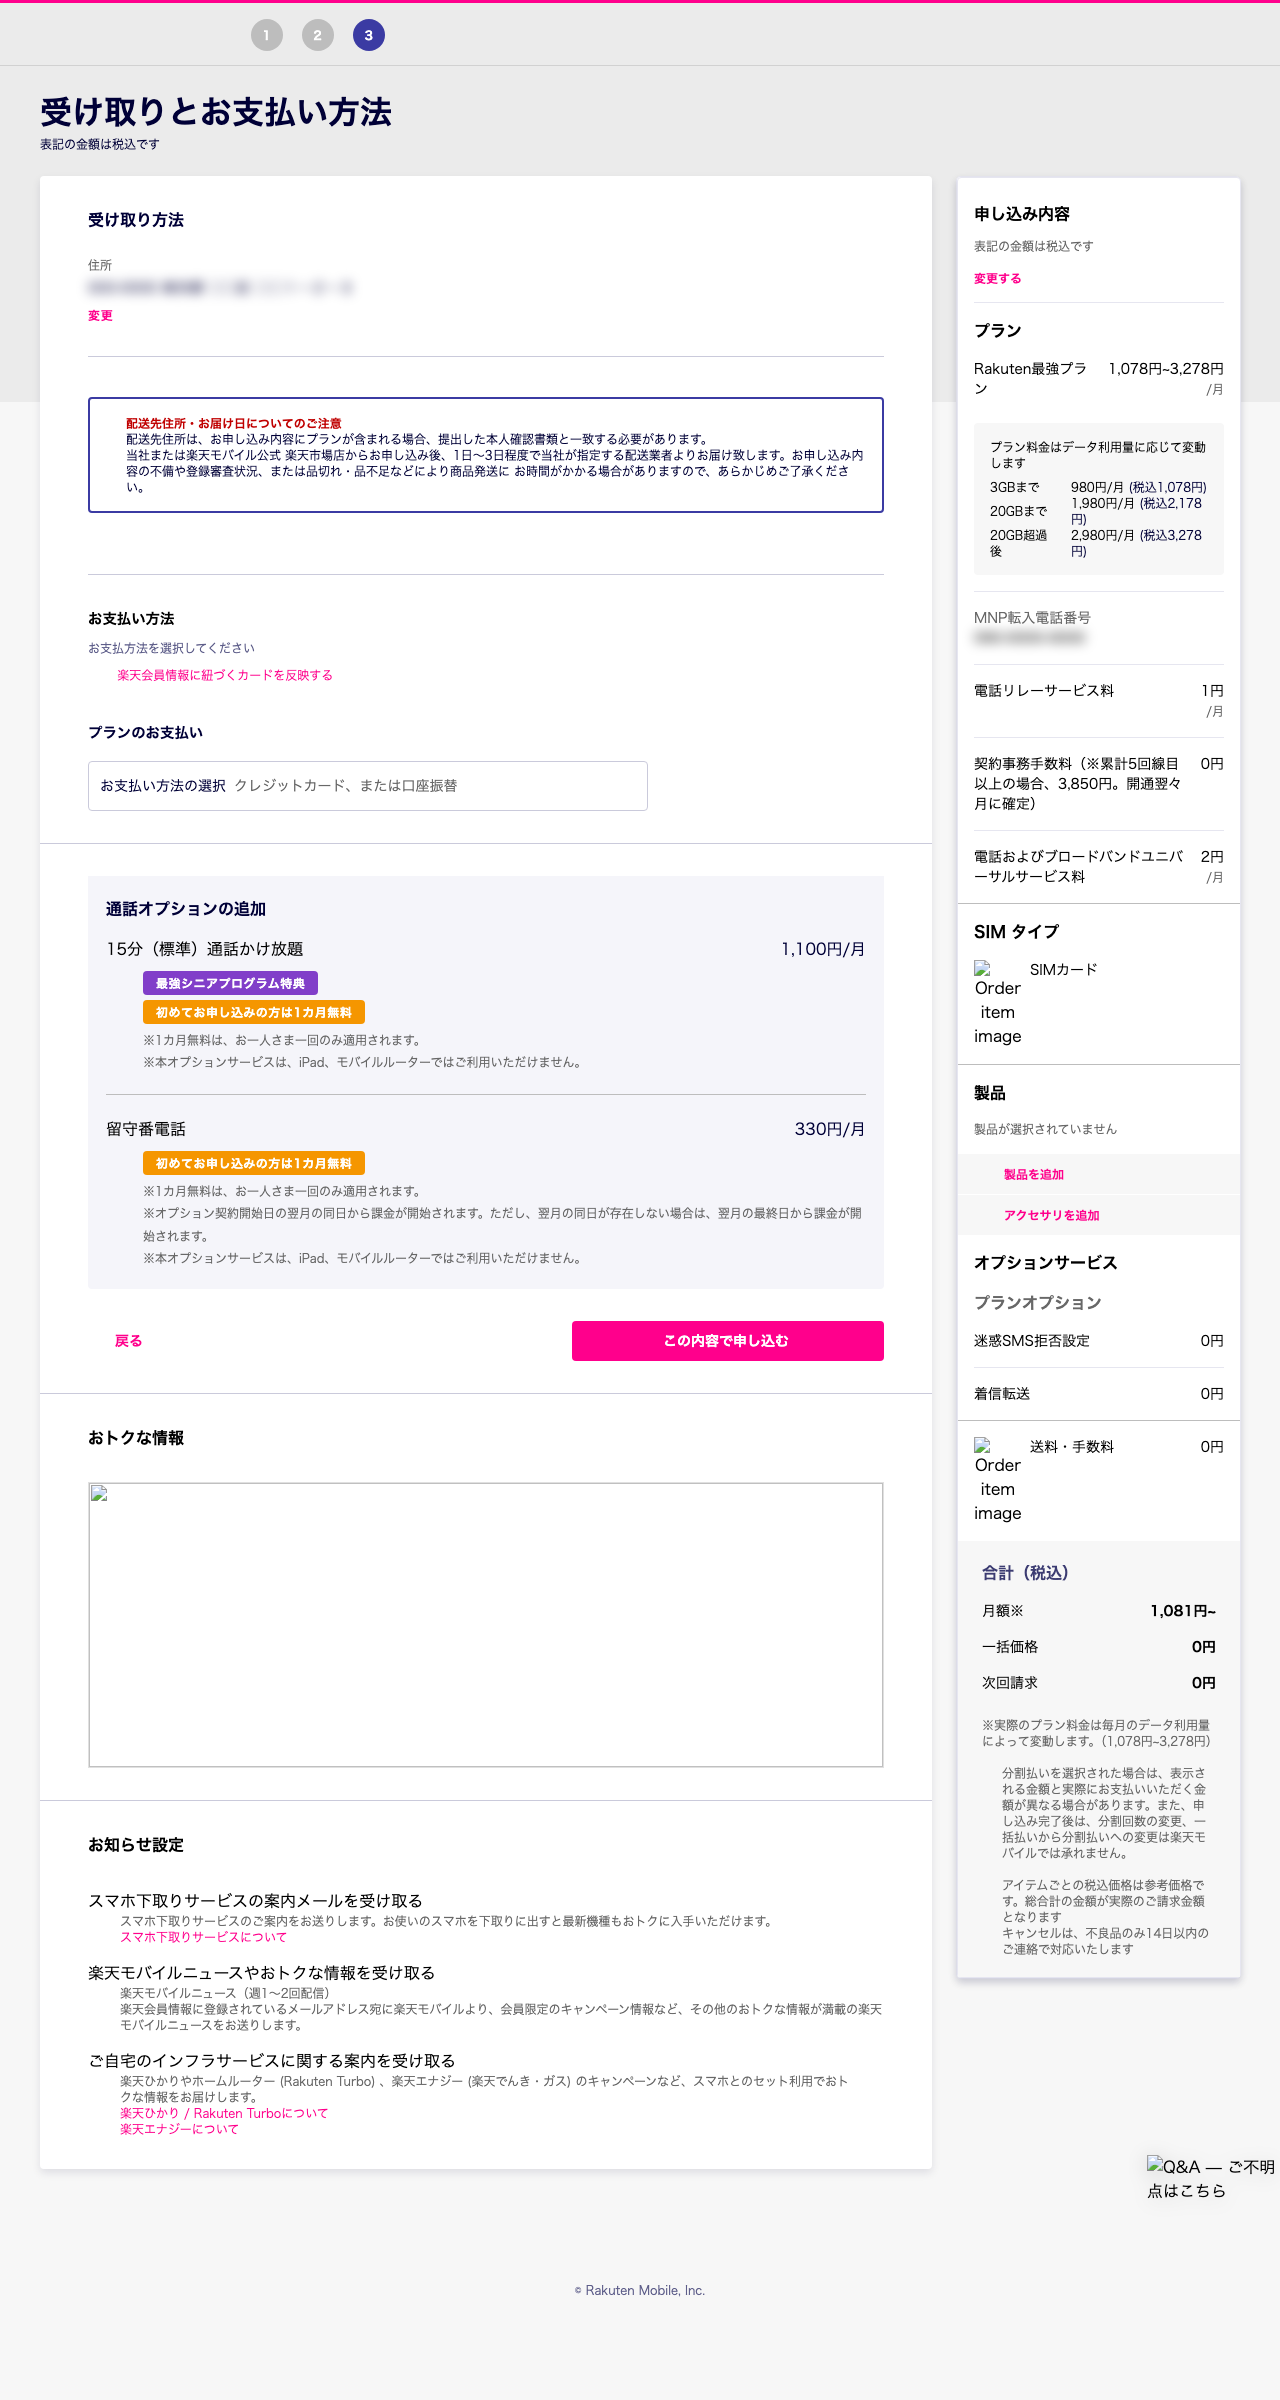 1 2 3
受け取りとお支払い方法
表記の金額は税込です
受け取り方法
住所
変更
配送先住所・お届け日についてのご注意
配送先住所は、お申し込み内容にプランが含まれる場合、提出した本人確認書類と一致する必要があります。
当社または楽天モバイル公式 楽天市場店からお申し込み後、1日〜3日程度で当社が指定する配送業者よりお届け致します。お申し込み内
容の不備や登録審査状況、または品切れ・品不足などにより商品発送に お時間がかかる場合がありますので、あらかじめご了承くださ
い。
お支払い方法
お支払方法を選択してください
楽天会員情報に紐づくカードを反映する
プランのお支払い
お支払い方法の選択 クレジットカード、または口座振替
通話オプションの追加
15分（標準）通話かけ放題 1,100円/月
最強シニアプログラム特典
初めてお申し込みの方は1カ月無料
※1カ月無料は、お一人さま一回のみ適用されます。
※本オプションサービスは、iPad、モバイルルーターではご利用いただけません。
留守番電話 330円/月
初めてお申し込みの方は1カ月無料
※1カ月無料は、お一人さま一回のみ適用されます。
※オプション契約開始日の翌月の同日から課金が開始されます。ただし、翌月の同日が存在しない場合は、翌月の最終日から課金が開
始されます。
※本オプションサービスは、iPad、モバイルルーターではご利用いただけません。
戻る
この内容で申し込む
おトクな情報
お知らせ設定
スマホ下取りサービスの案内メールを受け取る
スマホ下取りサービスのご案内をお送りします。お使いのスマホを下取りに出すと最新機種もおトクに入手いただけます。
スマホ下取りサービスについて
楽天モバイルニュースやおトクな情報を受け取る
楽天モバイルニュース（週1〜2回配信）
楽天会員情報に登録されているメールアドレス宛に楽天モバイルより、会員限定のキャンペーン情報など、その他のおトクな情報が満載の楽天
モバイルニュースをお送りします。
ご自宅のインフラサービスに関する案内を受け取る
楽天ひかりやホームルーター (Rakuten Turbo) 、楽天エナジー (楽天でんき・ガス) のキャンペーンなど、スマホとのセット利用でおト
クな情報をお届けします。
楽天ひかり / Rakuten Turboについて
楽天エナジーについて
申し込み内容
表記の金額は税込です
変更する
プラン
Rakuten最強プラ 1,078円~3,278円
ン /月
プラン料金はデータ利用量に応じて変動
します
3GBまで 980円/月 (税込1,078円)
20GBまで 1,980円/月 (税込2,178
円)
20GB超過 2,980円/月 (税込3,278
後 円)
MNP転入電話番号
電話リレーサービス料 1円
/月
契約事務手数料（※累計5回線目 0円
以上の場合、3,850円。開通翌々
月に確定）
電話およびブロードバンドユニバ 2円
ーサルサービス料 /月
SIM タイプ
Order
item
image
SIMカード
製品
製品が選択されていません
製品を追加
アクセサリを追加
オプションサービス
プランオプション
迷惑SMS拒否設定 0円
着信転送 0円
Order
item
image
送料・手数料 0円
合計（税込）
月額※ 1,081円~
一括価格 0円
次回請求 0円
※実際のプラン料金は毎月のデータ利用量
によって変動します。（1,078円~3,278円）
分割払いを選択された場合は、表示さ
れる金額と実際にお支払いいただく金
額が異なる場合があります。また、申
し込み完了後は、分割回数の変更、一
括払いから分割払いへの変更は楽天モ
バイルでは承れません。
アイテムごとの税込価格は参考価格で
す。総合計の金額が実際のご請求金額
となります
キャンセルは、不良品のみ14日以内の
ご連絡で対応いたします
Q&A — ご不明
点はこちら
© Rakuten Mobile, Inc.